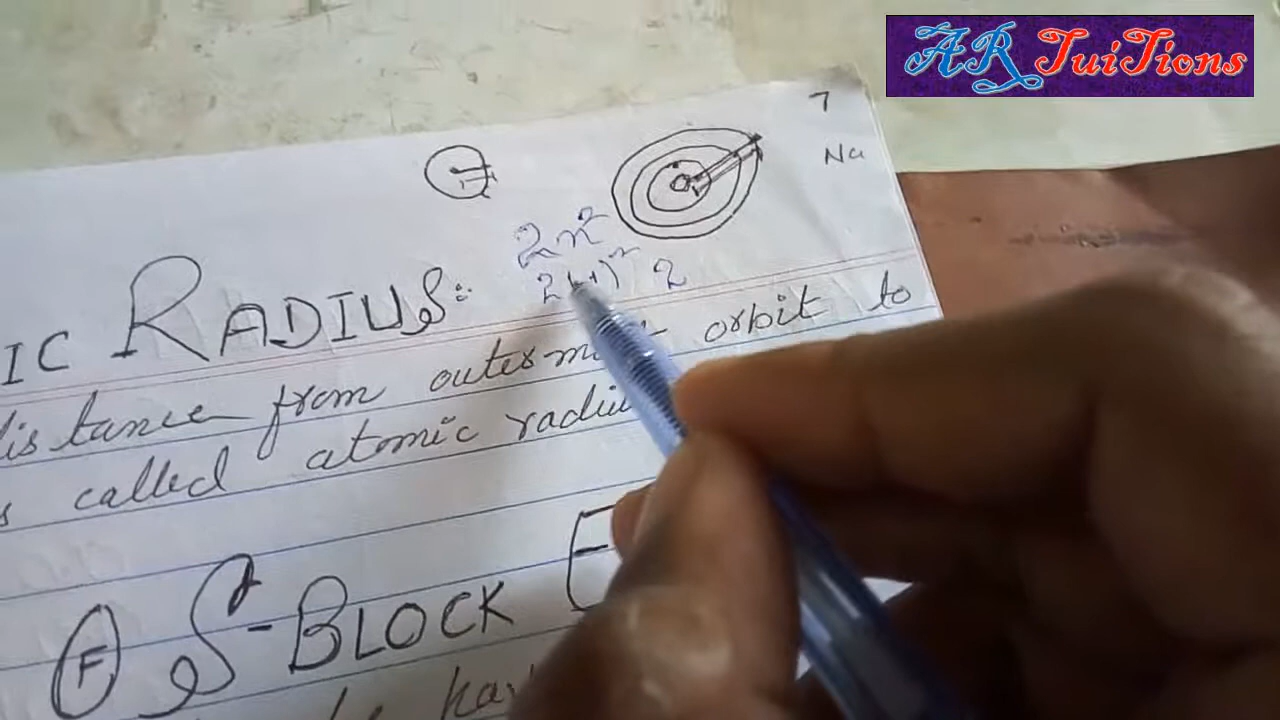 AR TuiTions
7
Na
2n²
2(1)² 2
IC RADIUS:
distance from outermost orbit to
s called atomic radius
(F) S-BLOCK E